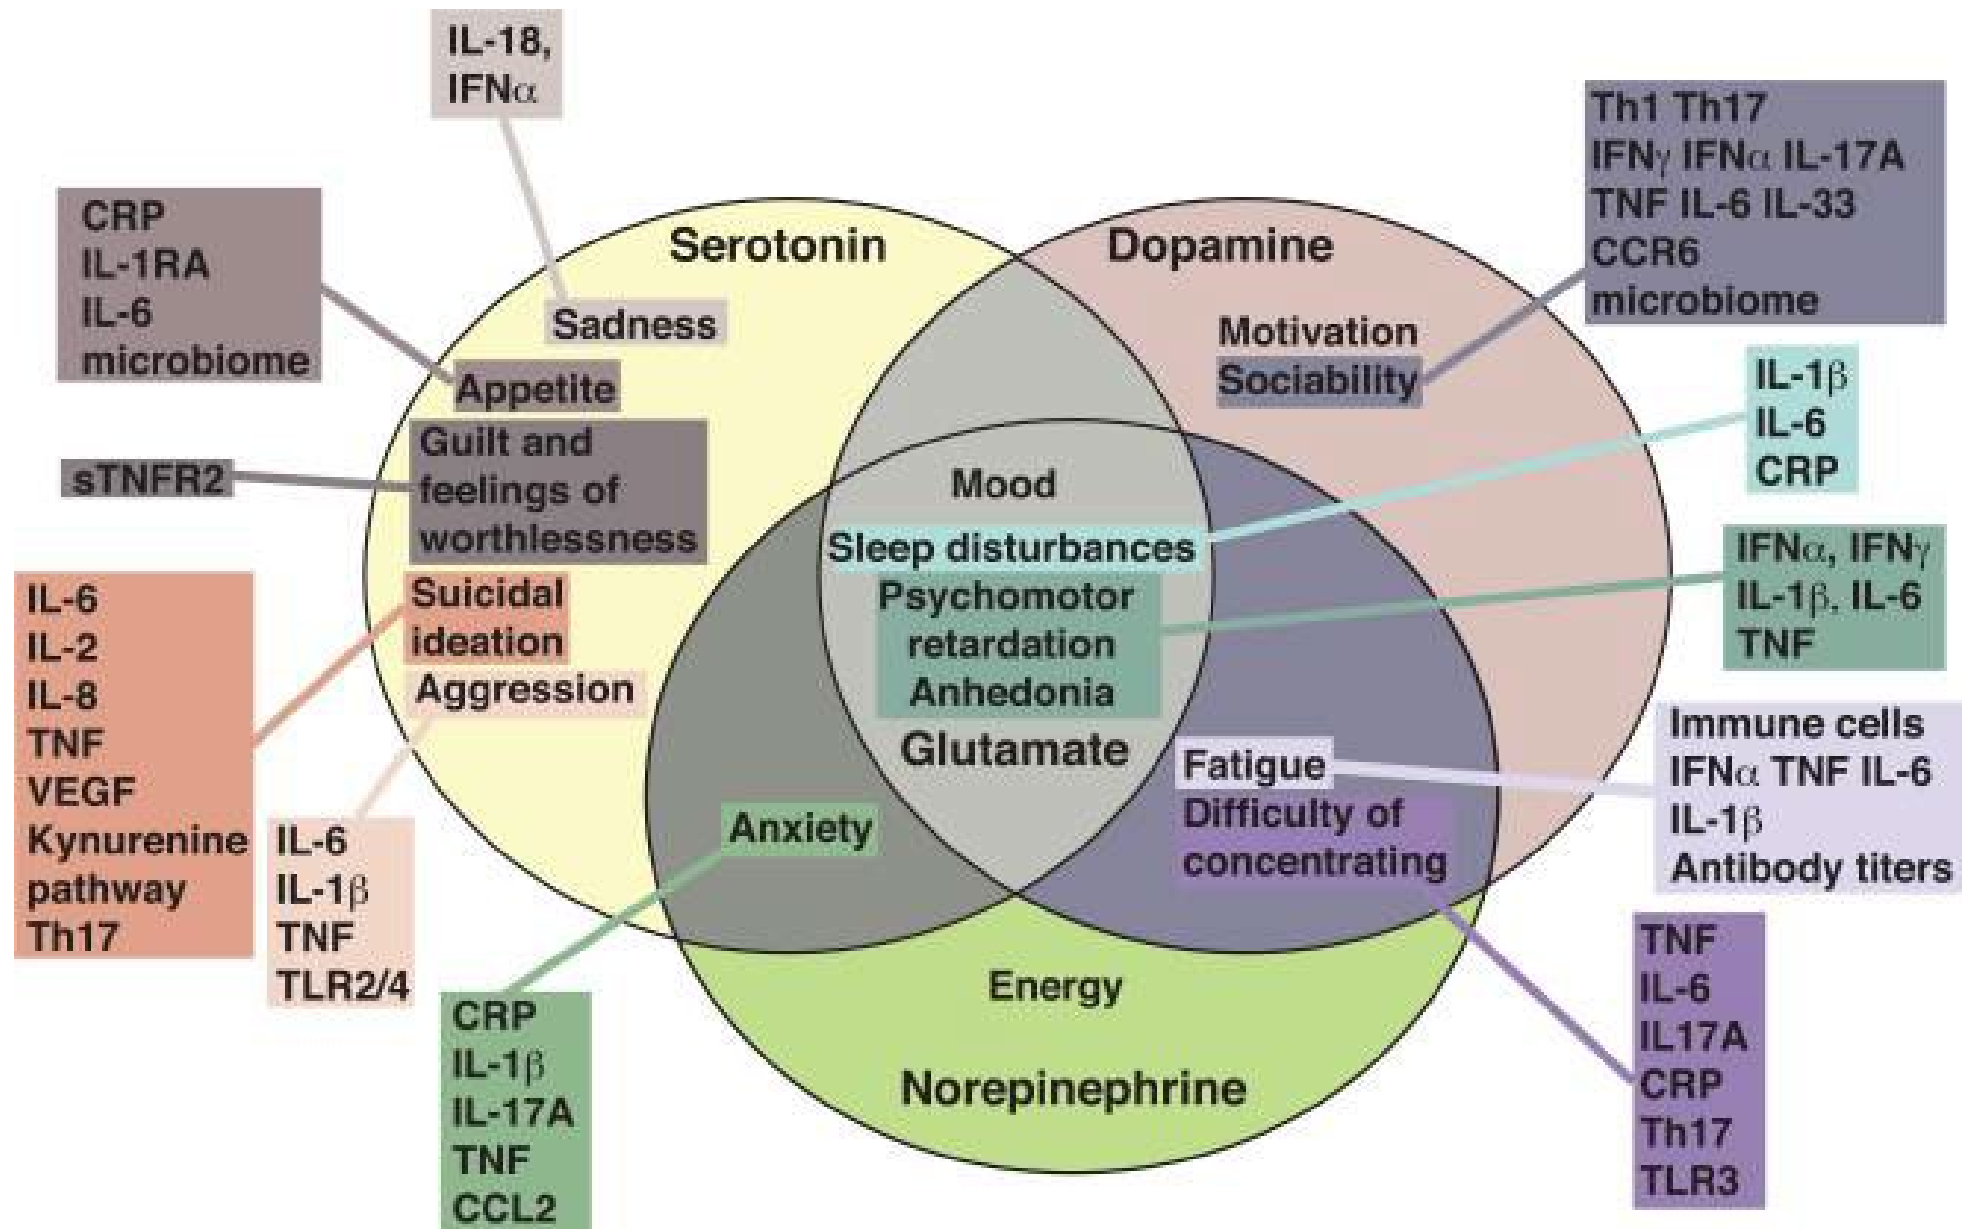 IL-18,
IFNα
CRP
IL-1RA
IL-6
microbiome
sTNFR2
IL-6
IL-2
IL-8
TNF
VEGF
Kynurenine
pathway
Th17
IL-6
IL-1β
TNF
TLR2/4
CRP
IL-1β
IL-17A
TNF
CCL2
Serotonin
Sadness
Appetite
Guilt and
feelings of
worthlessness
Suicidal
ideation
Aggression
Anxiety
Mood
Sleep disturbances
Psychomotor
retardation
Anhedonia
Glutamate
Dopamine
Motivation
Sociability
Fatigue
Difficulty of
concentrating
Energy
Norepinephrine
Th1 Th17
IFNγ IFNα IL-17A
TNF IL-6 IL-33
CCR6
microbiome
IL-1β
IL-6
CRP
IFNα, IFNγ
IL-1β. IL-6
TNF
Immune cells
IFNα TNF IL-6
IL-1β
Antibody titers
TNF
IL-6
IL17A
CRP
Th17
TLR3